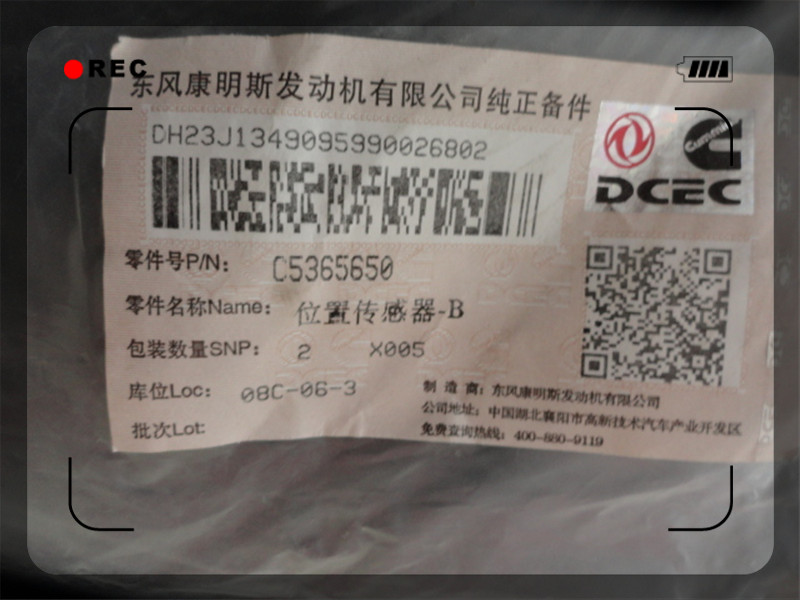 REC
东风康明斯发动机有限公司纯正备件
DH23J1349095990026802
Cummins
DCEC
零件号P/N： C5365650
零件名称Name： 位置传感器-B
包装数量SNP： 2 X005
库位Loc： 08C-06-3
批次Lot:
制 造 商：东风康明斯发动机有限公司
公司地址：中国湖北襄阳市高新技术汽车产业开发区
免费查询热线：400-880-9119